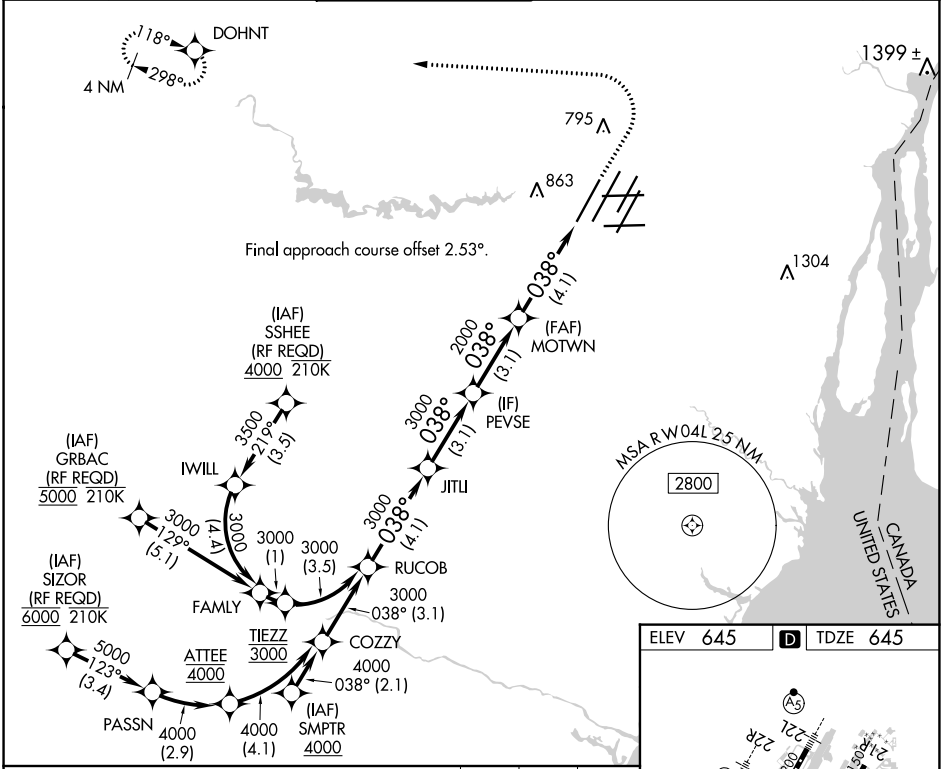 118°
DOHNT
298°
4 NM
1399 ±
795
863
Final approach course offset 2.53°.
1304
038°
(4.1)
(FAF)
MOTWN
2000
038°
(3.1)
(IF)
PEVSE
3000
038°
(3.1)
JITLI
(IAF)
SSHEE
(RF REQD)
4000 210K
3500
219°
(3.5)
IWILL
3000
(4.4)
(IAF)
GRBAC
(RF REQD)
5000 210K
3000
129°
(5.1)
3000
(1)
3000
(3.5)
3000
038°
(4.1)
RUCOB
FAMLY
TIEZZ
3000
3000
038° (3.1)
COZZY
(IAF)
SIZOR
(RF REQD)
6000 210K
5000
123°
(3.4)
PASSN
ATTEE
4000
4000
(2.9)
4000
(4.1)
4000
038° (2.1)
(IAF)
SMPTR
4000
MSA RW04L 25 NM
2800
CANADA
UNITED STATES
ELEV 645
D
TDZE 645
A5
22R
22L
21R